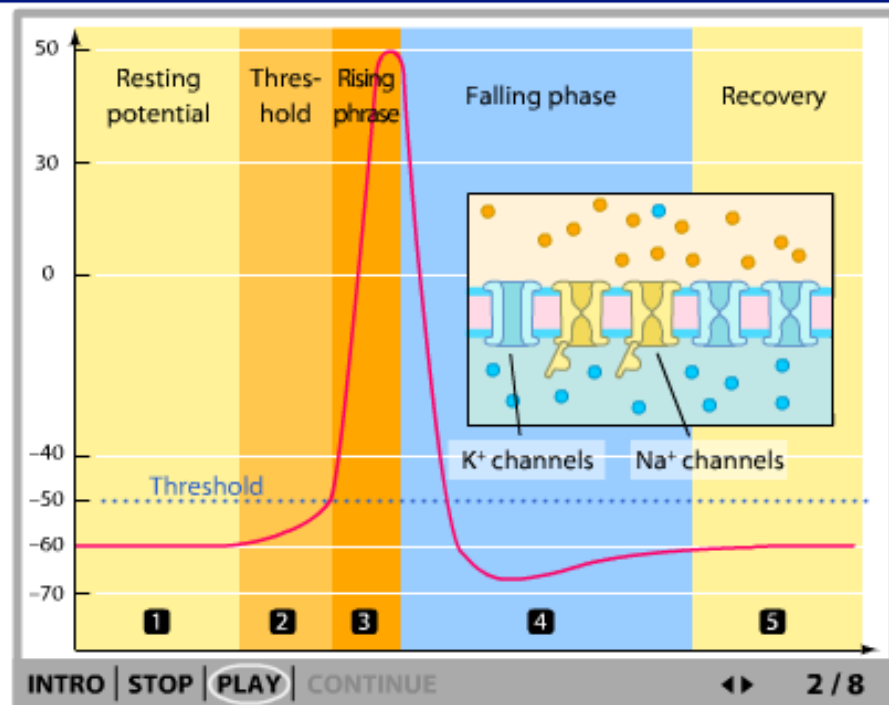 50
30
0
–40
–50
–60
–70
Resting
potential
Thres-
hold
Rising
phrase
Falling phase
Recovery
K⁺ channels
Na⁺ channels
Threshold
1
2
3
4
5
INTRO | STOP | PLAY | CONTINUE
2 / 8